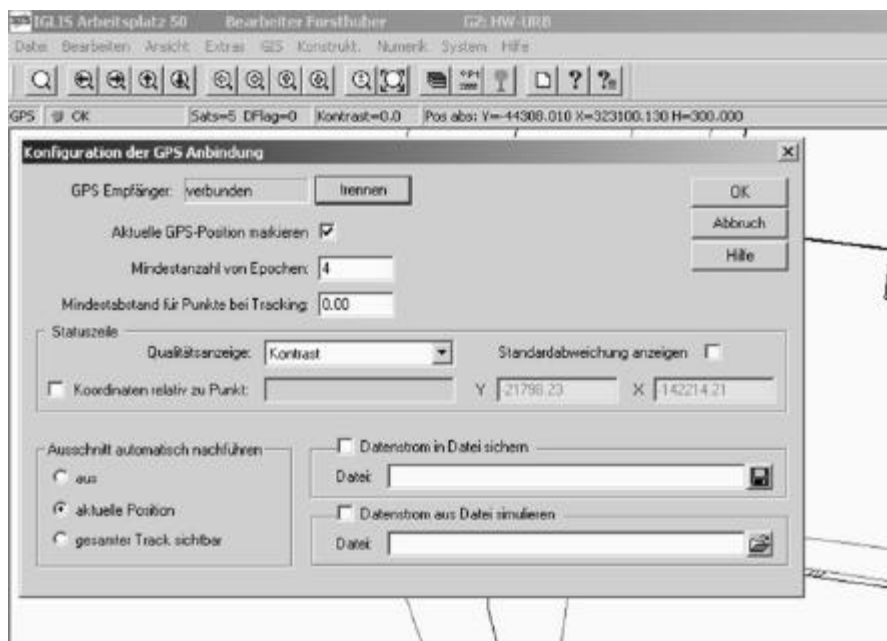 IGLIS Arbeitsplatz 50 Bearbeiter Forsthuber G2: HW-URB
Datei Bearbeiten Ansicht Extras GIS Konstrukt. Numerik System Hilfe
GPS OK Sats=5 DFlag=0 Kontrast=0.0 Pos abs: Y=-44308.010 X=323100.130 H=300.000
Konfiguration der GPS Anbindung
GPS Empfänger: verbunden trennen OK
Aktuelle GPS-Position markieren Abbruch
Mindestanzahl von Epochen: 4 Hilfe
Mindestabstand für Punkte bei Tracking: 0.00
Statuszeile
Qualitätsanzeige: Kontrast Standardabweichung anzeigen
Koordinaten relativ zu Punkt: Y -21798.23 X -142214.21
Ausschnitt automatisch nachführen
aus
aktuelle Position
gesamter Track sichtbar
Datenstrom in Datei sichern
Datei:
Datenstrom aus Datei simulieren
Datei: